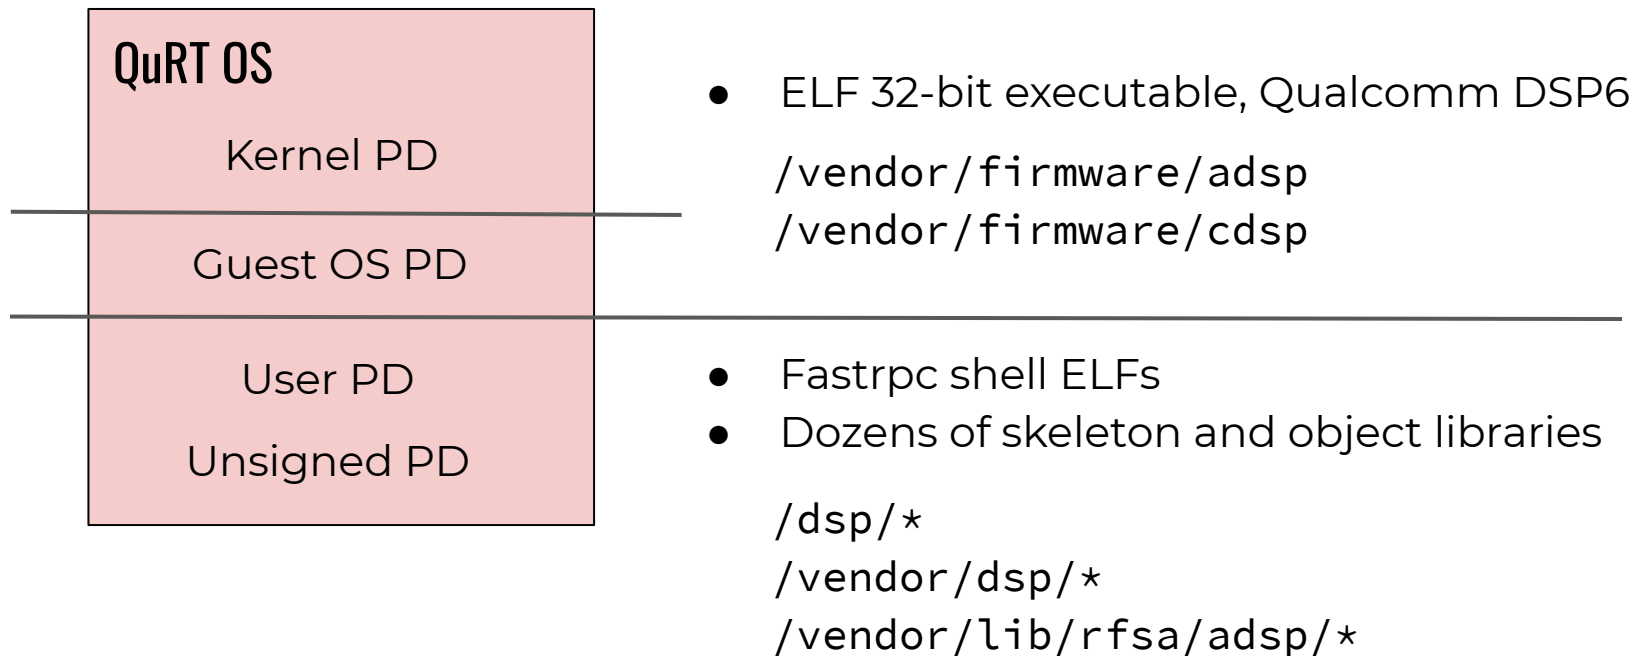 QuRT OS
Kernel PD
Guest OS PD
User PD
Unsigned PD
● ELF 32-bit executable, Qualcomm DSP6
/vendor/firmware/adsp
/vendor/firmware/cdsp
● Fastrpc shell ELFs
● Dozens of skeleton and object libraries
/dsp/*
/vendor/dsp/*
/vendor/lib/rfsa/adsp/*